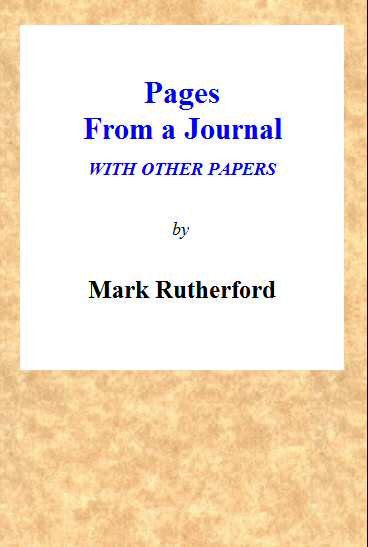 Pages
From a Journal
WITH OTHER PAPERS
by
Mark Rutherford